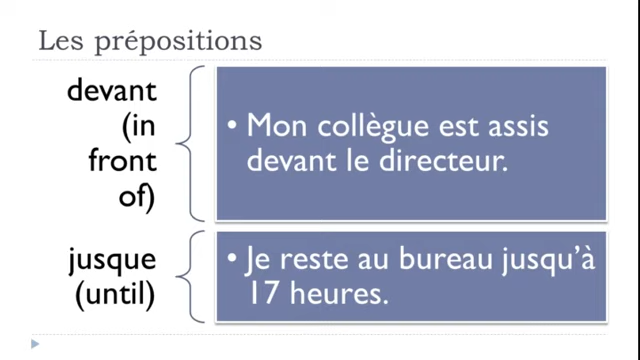 Les prépositions
devant
(in
front
of)
• Mon collègue est assis
devant le directeur.
jusque
(until)
• Je reste au bureau jusqu'à
17 heures.